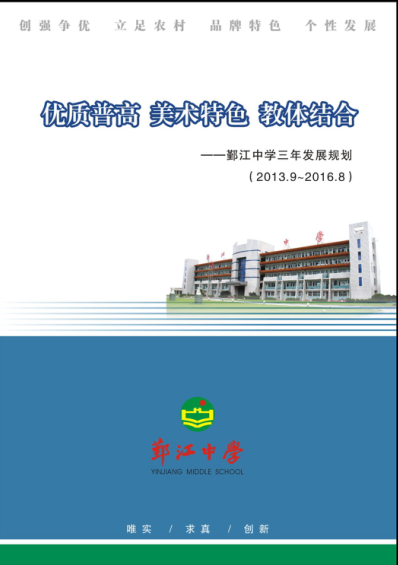 创强争优 立足农村 品牌特色 个性发展
优质普高 美术特色 教体结合
——鄞江中学三年发展规划
(2013.9~2016.8)
鄞江中学
YINJIANG MIDDLE SCHOOL
唯实 / 求真 / 创新